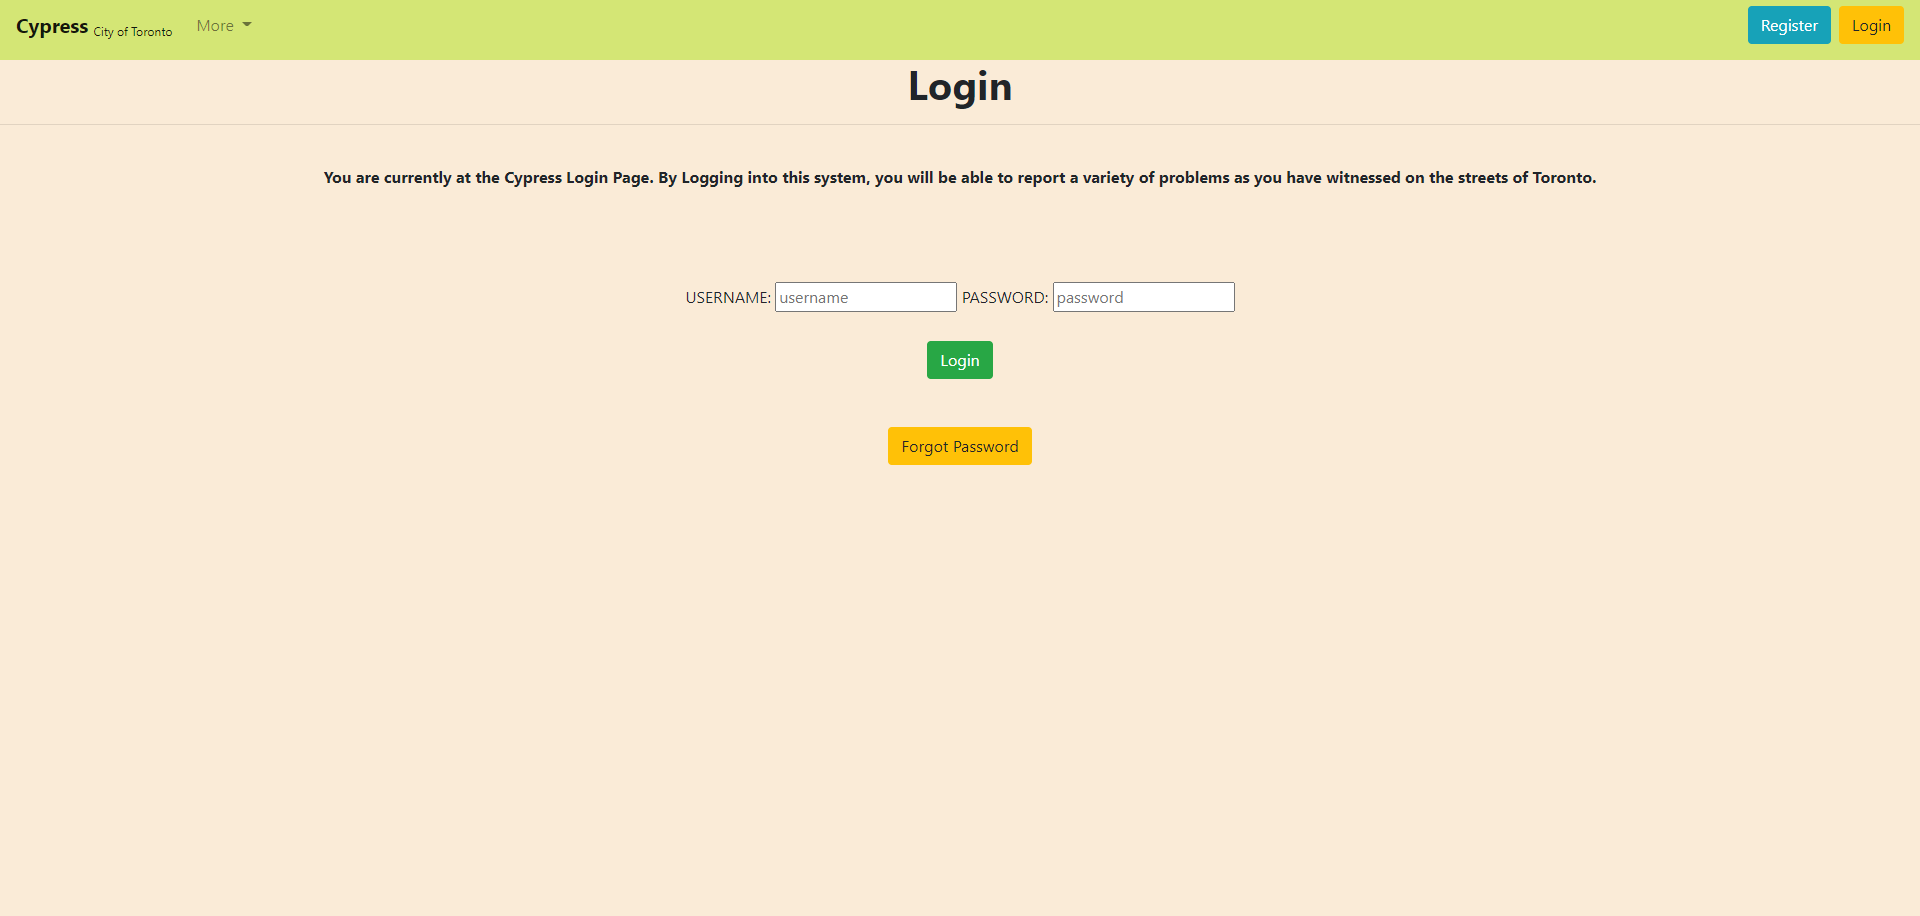 Cypress City of Toronto More Register Login
Login
You are currently at the Cypress Login Page. By Logging into this system, you will be able to report a variety of problems as you have witnessed on the streets of Toronto.
USERNAME: username PASSWORD: password
Login
Forgot Password